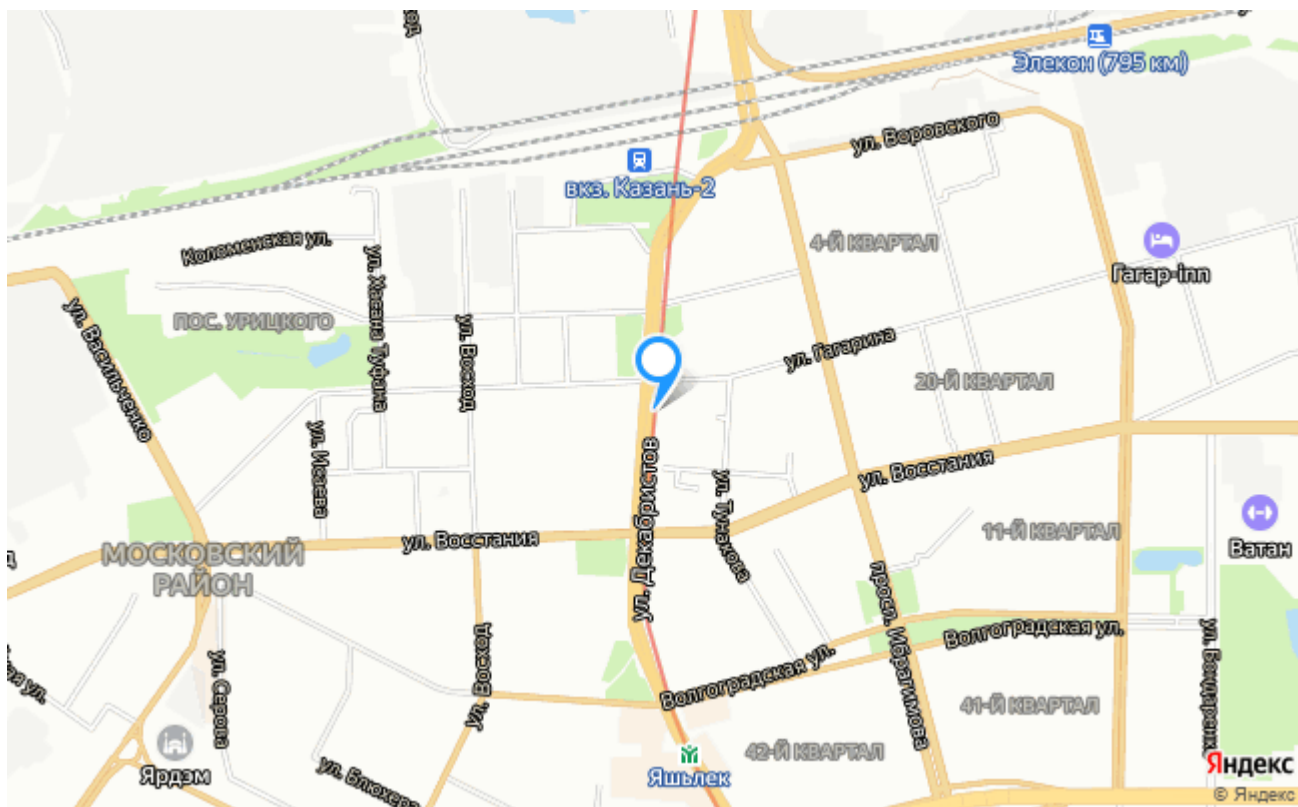 Элекон (795 км)
ул. Воровского
вкз. Казань-2
Коломенская ул.
4-Й КВАРТАЛ
Гагар-inn
ул. Хасана Туфана
ПОС. УРИЦКОГО
ул. Васильченко
ул. Восход
ул. Гагарина
20-Й КВАРТАЛ
ул. Исаева
ул. Декабристов
ул. Тунакова
ул. Восстания
ул. Восстания
11-Й КВАРТАЛ
Ватан
МОСКОВСКИЙ
РАЙОН
просп. Ибрагимова
ул. Восход
Волгоградская ул.
Волгоградская ул.
ул. Серова
41-Й КВАРТАЛ
42-Й КВАРТАЛ
Ярдэм
ул. Блюхера
Яшьлек
Яндекс
© Яндекс